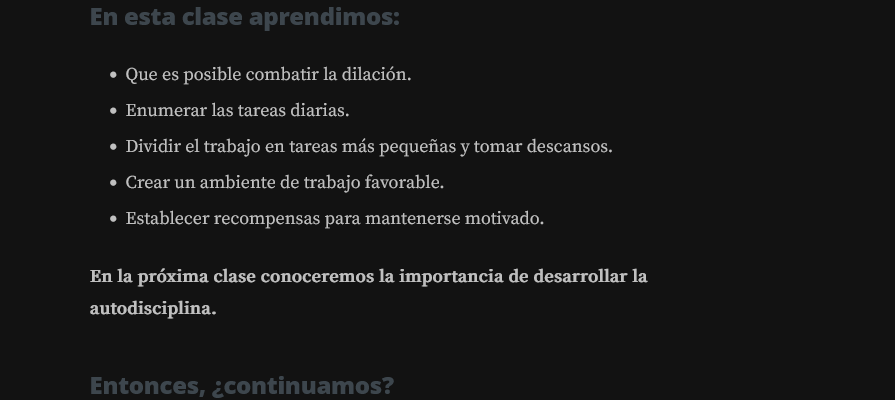 En esta clase aprendimos:
• Que es posible combatir la dilación.
• Enumerar las tareas diarias.
• Dividir el trabajo en tareas más pequeñas y tomar descansos.
• Crear un ambiente de trabajo favorable.
• Establecer recompensas para mantenerse motivado.
En la próxima clase conoceremos la importancia de desarrollar la
autodisciplina.
Entonces, ¿continuamos?